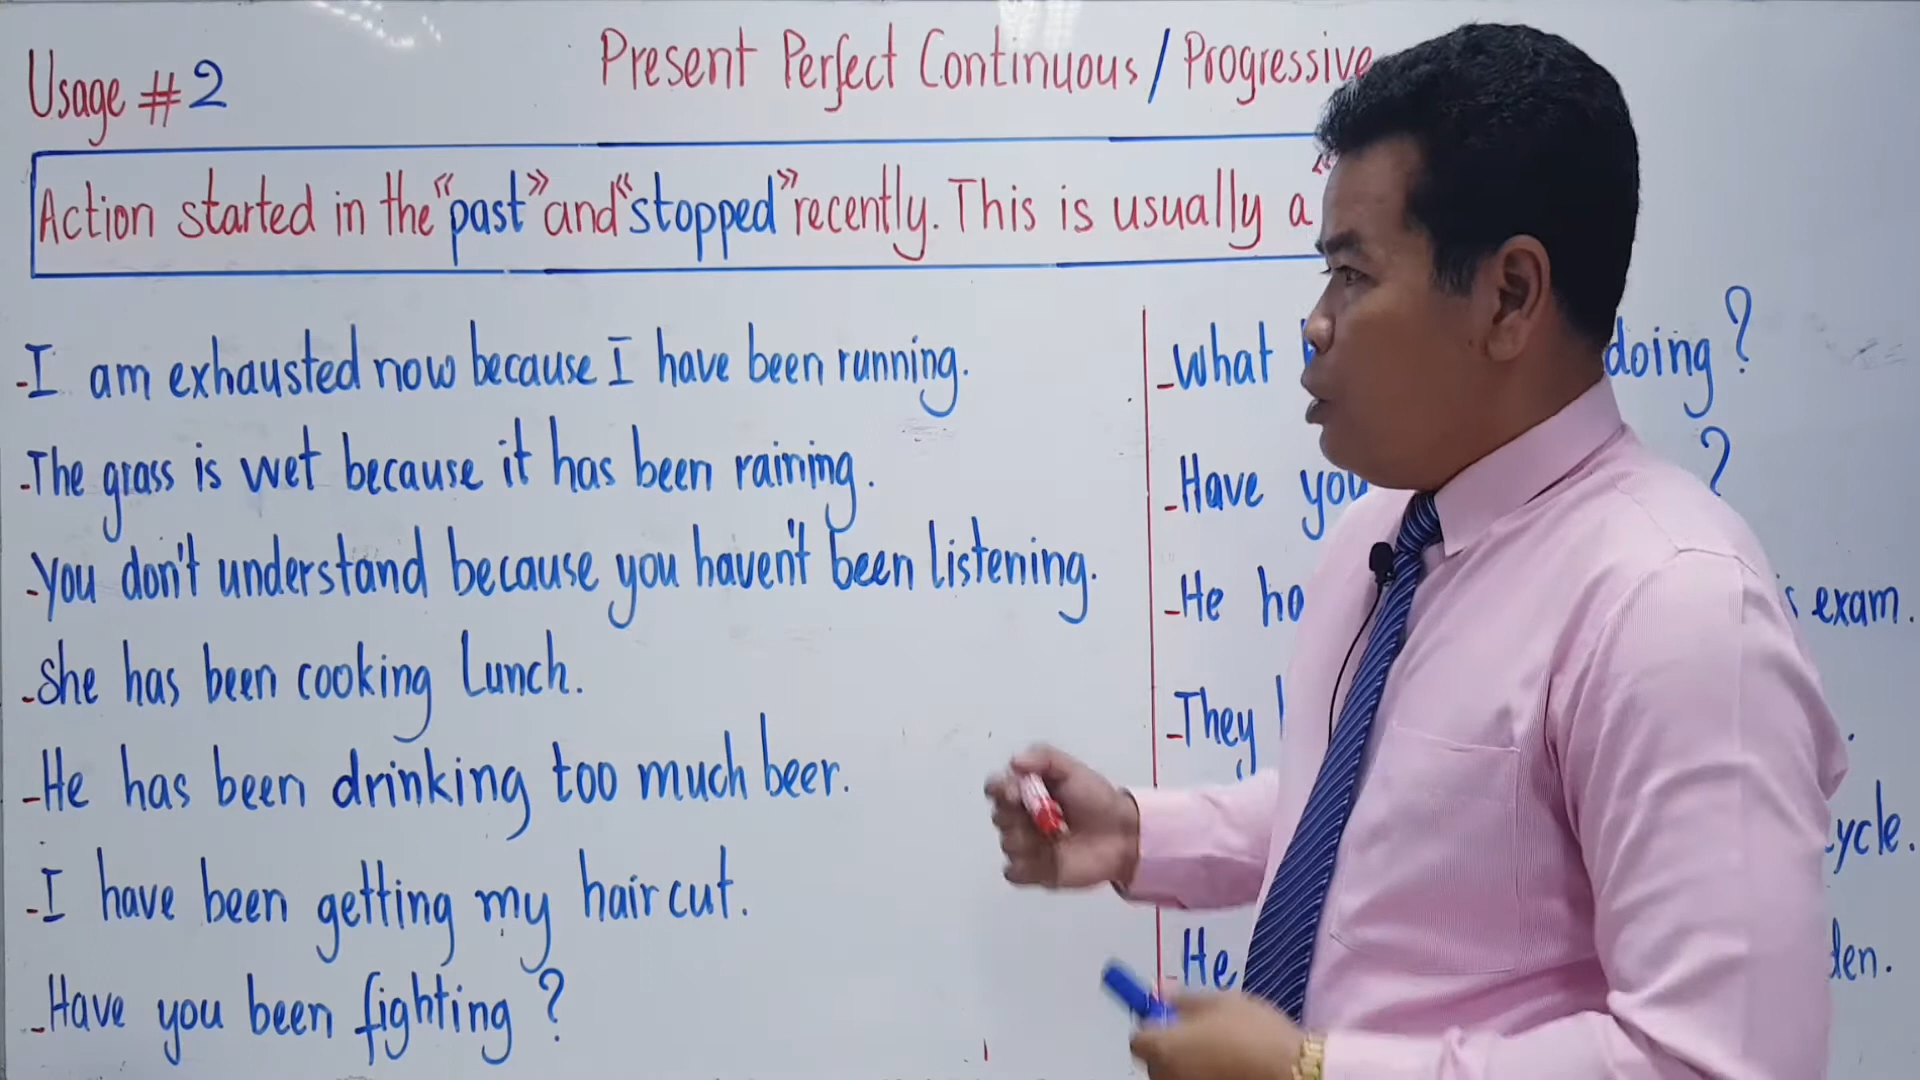 Usage #2
Present Perfect Continuous / Progressive
Action started in the "past" and "stopped" recently. This is usually a "
-I am exhausted now because I have been running.
-The grass is wet because it has been raining.
-You don't understand because you haven't been listening.
-She has been cooking Lunch.
-He has been drinking too much beer.
-I have been getting my hair cut.
-Have you been fighting?
-What doing?
-Have you ?
-He exam.
-They .
-He